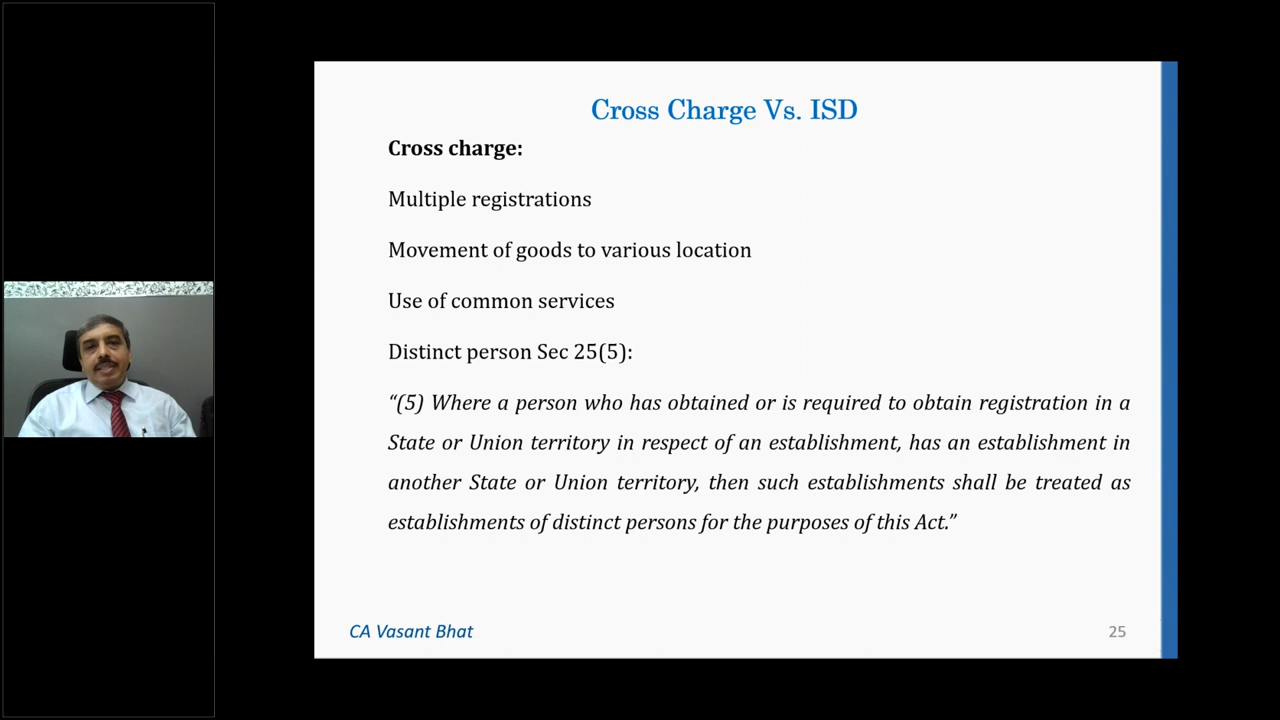 Cross Charge Vs. ISD
Cross charge:
Multiple registrations
Movement of goods to various location
Use of common services
Distinct person Sec 25(5):
“(5) Where a person who has obtained or is required to obtain registration in a
State or Union territory in respect of an establishment, has an establishment in
another State or Union territory, then such establishments shall be treated as
establishments of distinct persons for the purposes of this Act.”
CA Vasant Bhat
25